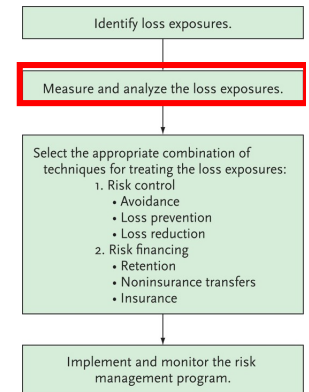 Identify loss exposures.
Measure and analyze the loss exposures.
Select the appropriate combination of
techniques for treating the loss exposures:
1. Risk control
• Avoidance
• Loss prevention
• Loss reduction
2. Risk financing
• Retention
• Noninsurance transfers
• Insurance
Implement and monitor the risk
management program.